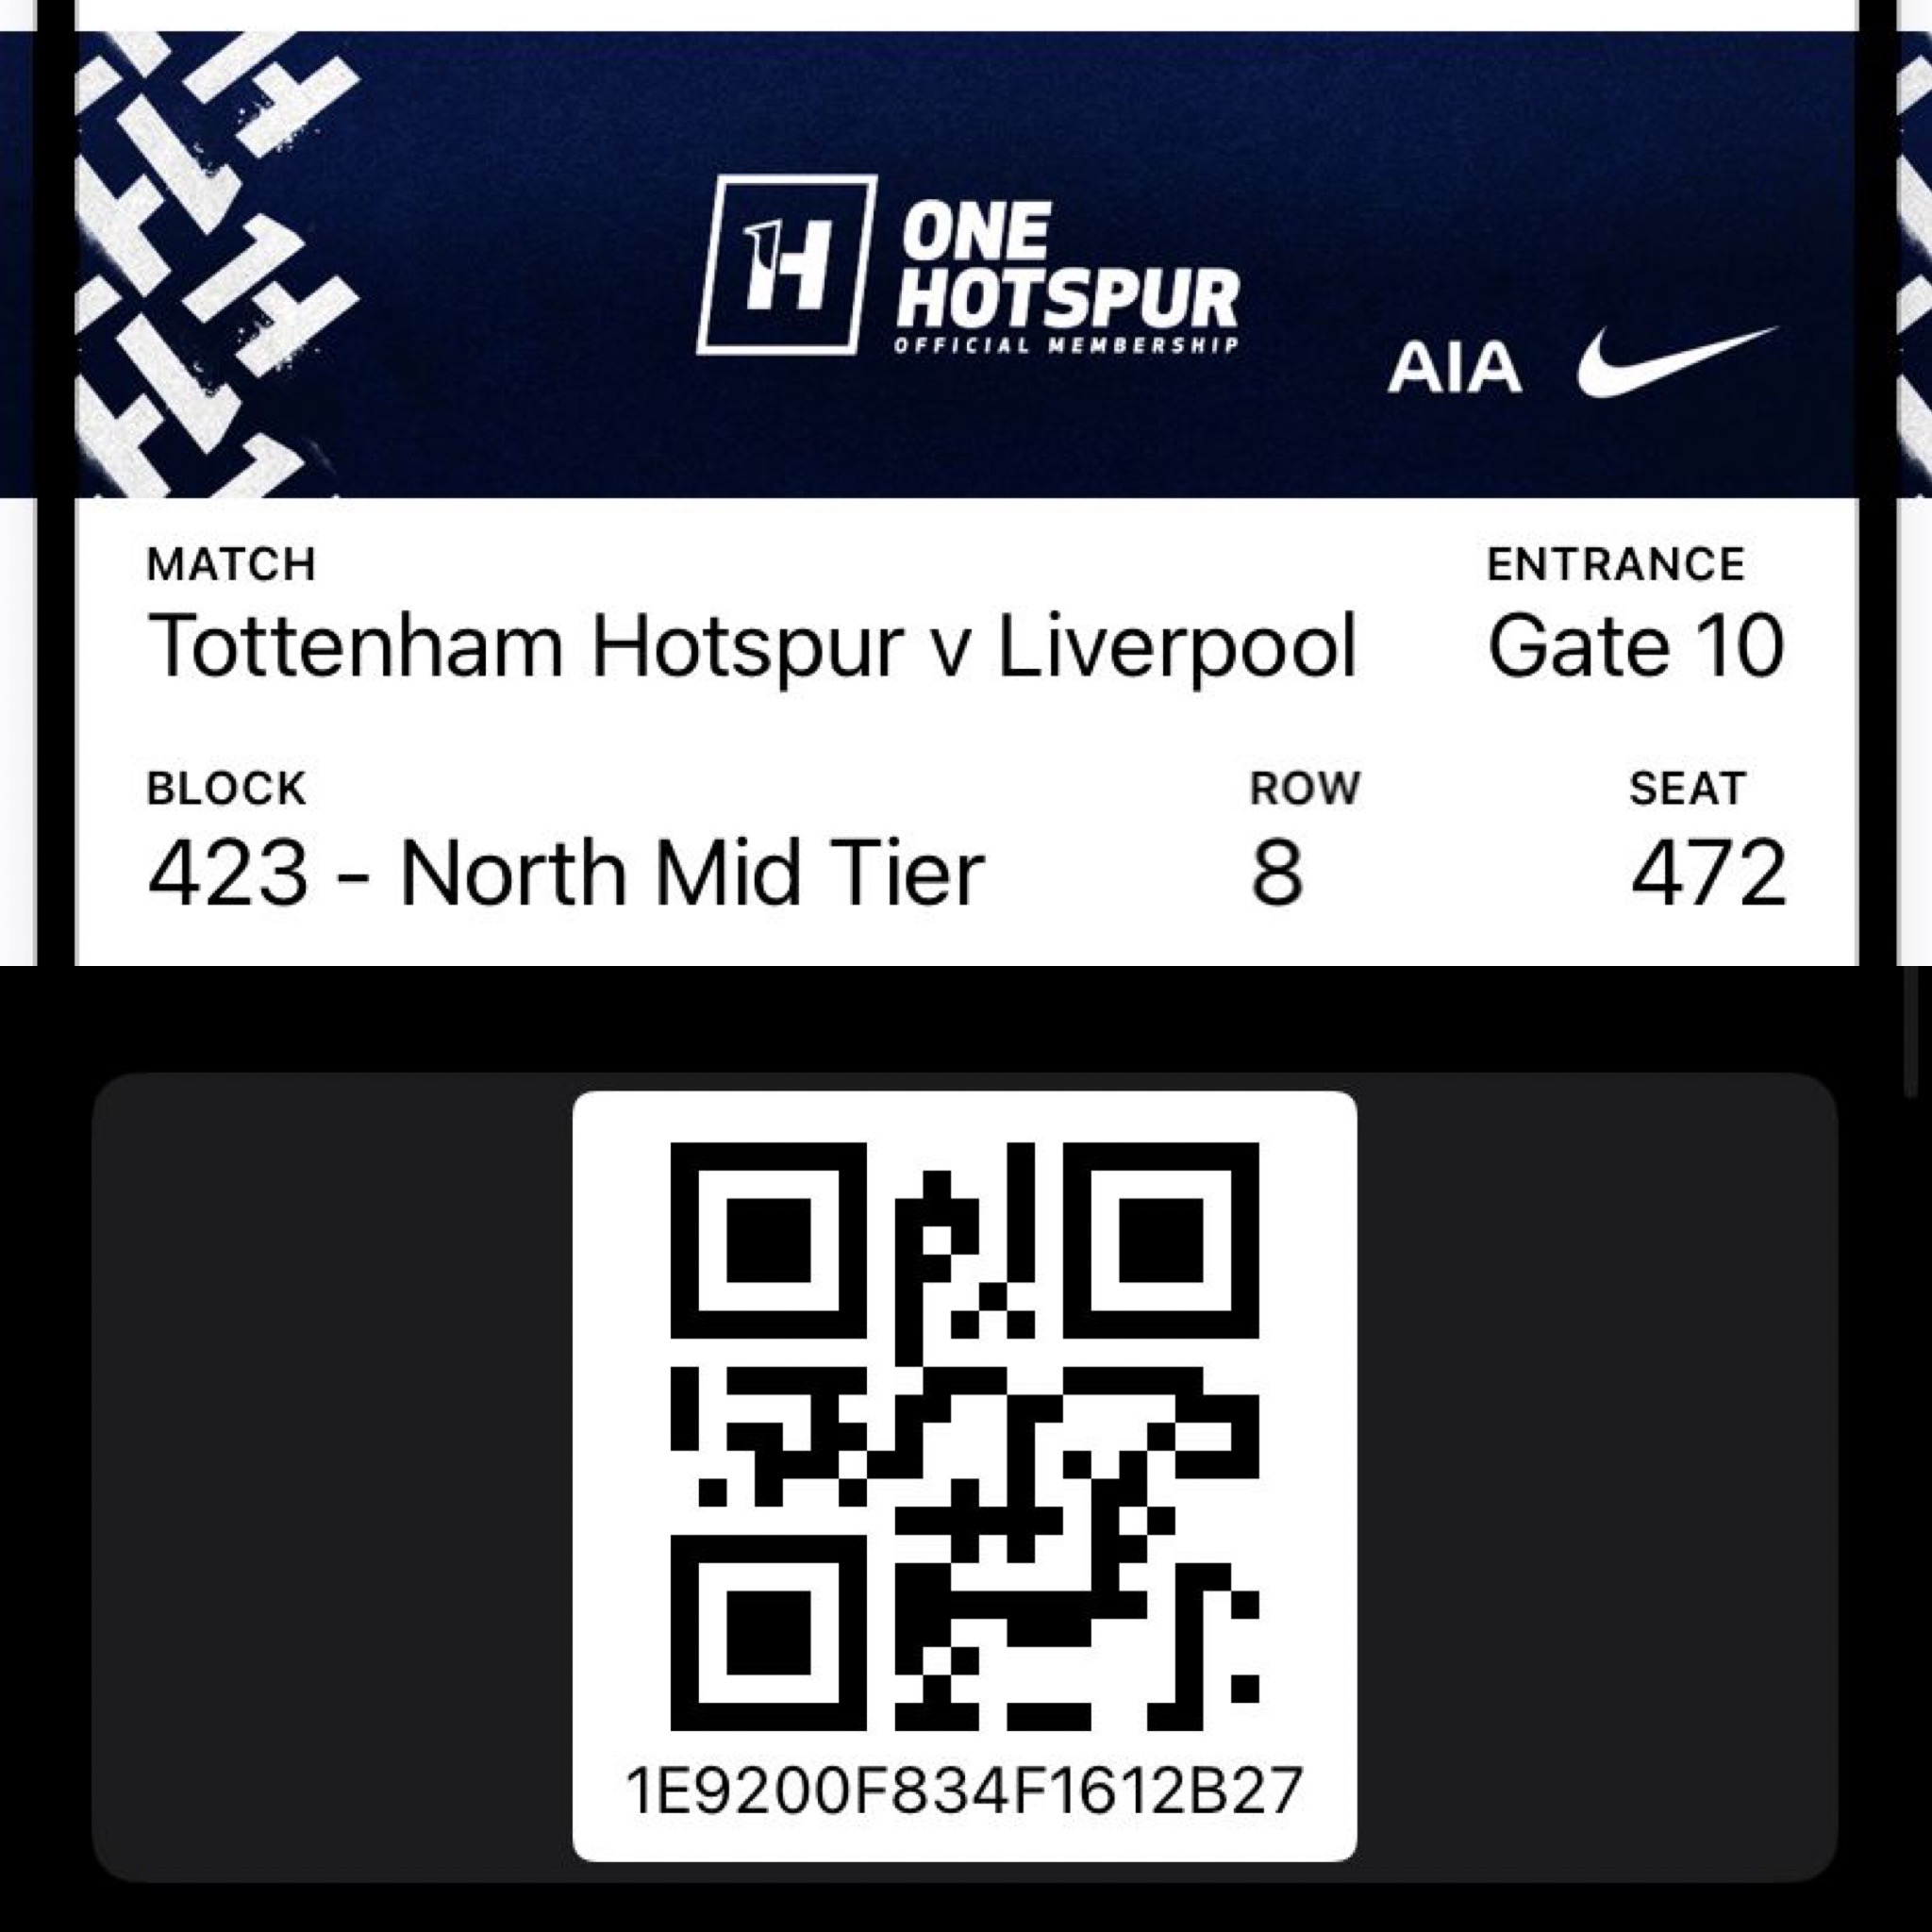 1H ONE
HOTSPUR
OFFICIAL MEMBERSHIP
AIA
MATCH ENTRANCE
Tottenham Hotspur v Liverpool Gate 10
BLOCK ROW SEAT
423 - North Mid Tier 8 472
1E9200F834F1612B27